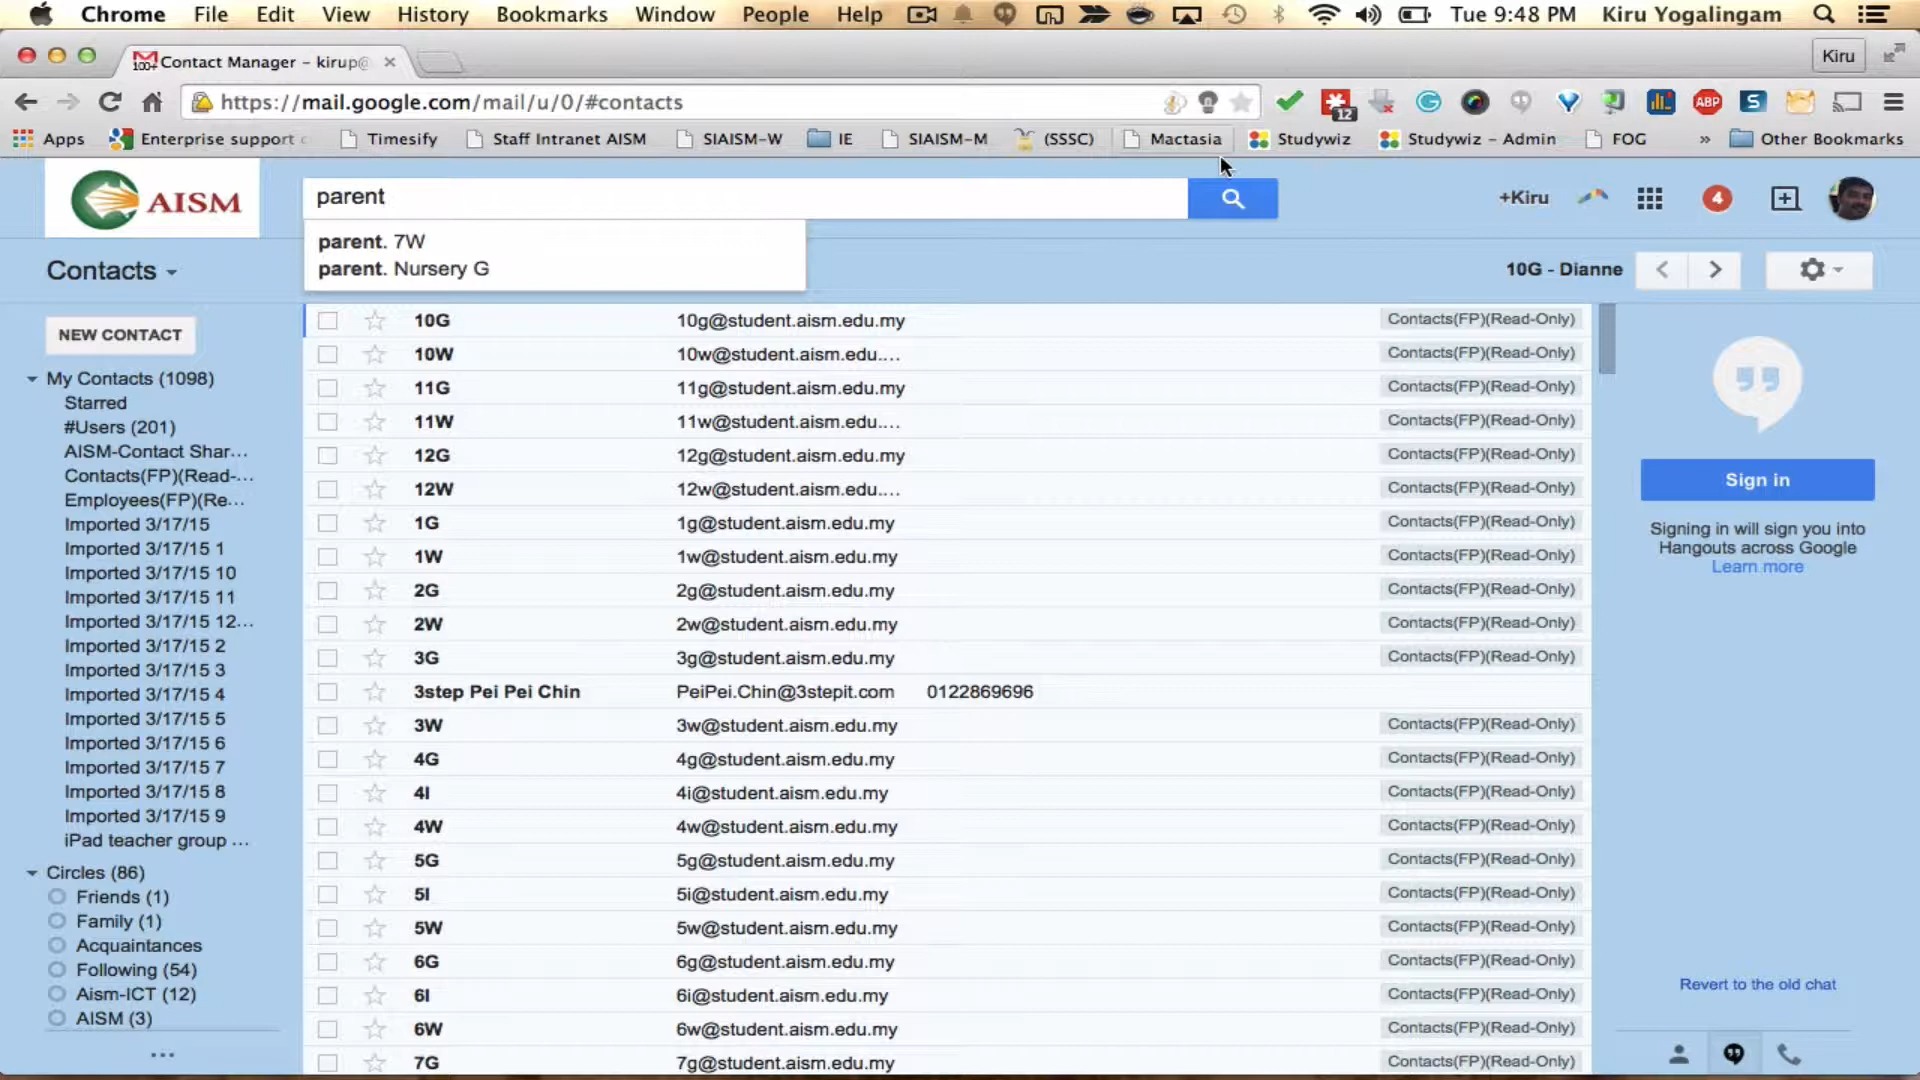 Chrome File Edit View History Bookmarks Window People Help Tue 9:48 PM Kiru Yogalingam
100+ Contact Manager - kirup@ Kiru
https://mail.google.com/mail/u/0/#contacts ABP 12
Apps Enterprise support Timesify Staff Intranet AISM SIAISM-W IE SIAISM-M (SSSC) Mactasia Studywiz Studywiz - Admin FOG » Other Bookmarks
AISM parent +Kiru 4
parent. 7W
parent. Nursery G
Contacts 10G - Dianne
NEW CONTACT
My Contacts (1098)
Starred
#Users (201)
AISM-Contact Shar...
Contacts(FP)(Read-...
Employees(FP)(Re...
Imported 3/17/15
Imported 3/17/15 1
Imported 3/17/15 10
Imported 3/17/15 11
Imported 3/17/15 12...
Imported 3/17/15 2
Imported 3/17/15 3
Imported 3/17/15 4
Imported 3/17/15 5
Imported 3/17/15 6
Imported 3/17/15 7
Imported 3/17/15 8
Imported 3/17/15 9
iPad teacher group ...
Circles (86)
Friends (1)
Family (1)
Acquaintances
Following (54)
Aism-ICT (12)
AISM (3)
...
10G 10g@student.aism.edu.my Contacts(FP)(Read-Only)
10W 10w@student.aism.edu.... Contacts(FP)(Read-Only)
11G 11g@student.aism.edu.my Contacts(FP)(Read-Only)
11W 11w@student.aism.edu.... Contacts(FP)(Read-Only)
12G 12g@student.aism.edu.my Contacts(FP)(Read-Only)
12W 12w@student.aism.edu.... Contacts(FP)(Read-Only)
1G 1g@student.aism.edu.my Contacts(FP)(Read-Only)
1W 1w@student.aism.edu.my Contacts(FP)(Read-Only)
2G 2g@student.aism.edu.my Contacts(FP)(Read-Only)
2W 2w@student.aism.edu.my Contacts(FP)(Read-Only)
3G 3g@student.aism.edu.my Contacts(FP)(Read-Only)
3step Pei Pei Chin PeiPei.Chin@3stepit.com 0122869696
3W 3w@student.aism.edu.my Contacts(FP)(Read-Only)
4G 4g@student.aism.edu.my Contacts(FP)(Read-Only)
4I 4i@student.aism.edu.my Contacts(FP)(Read-Only)
4W 4w@student.aism.edu.my Contacts(FP)(Read-Only)
5G 5g@student.aism.edu.my Contacts(FP)(Read-Only)
5I 5i@student.aism.edu.my Contacts(FP)(Read-Only)
5W 5w@student.aism.edu.my Contacts(FP)(Read-Only)
6G 6g@student.aism.edu.my Contacts(FP)(Read-Only)
6I 6i@student.aism.edu.my Contacts(FP)(Read-Only)
6W 6w@student.aism.edu.my Contacts(FP)(Read-Only)
7G 7g@student.aism.edu.my Contacts(FP)(Read-Only)
Sign in
Signing in will sign you into
Hangouts across Google
Learn more
Revert to the old chat